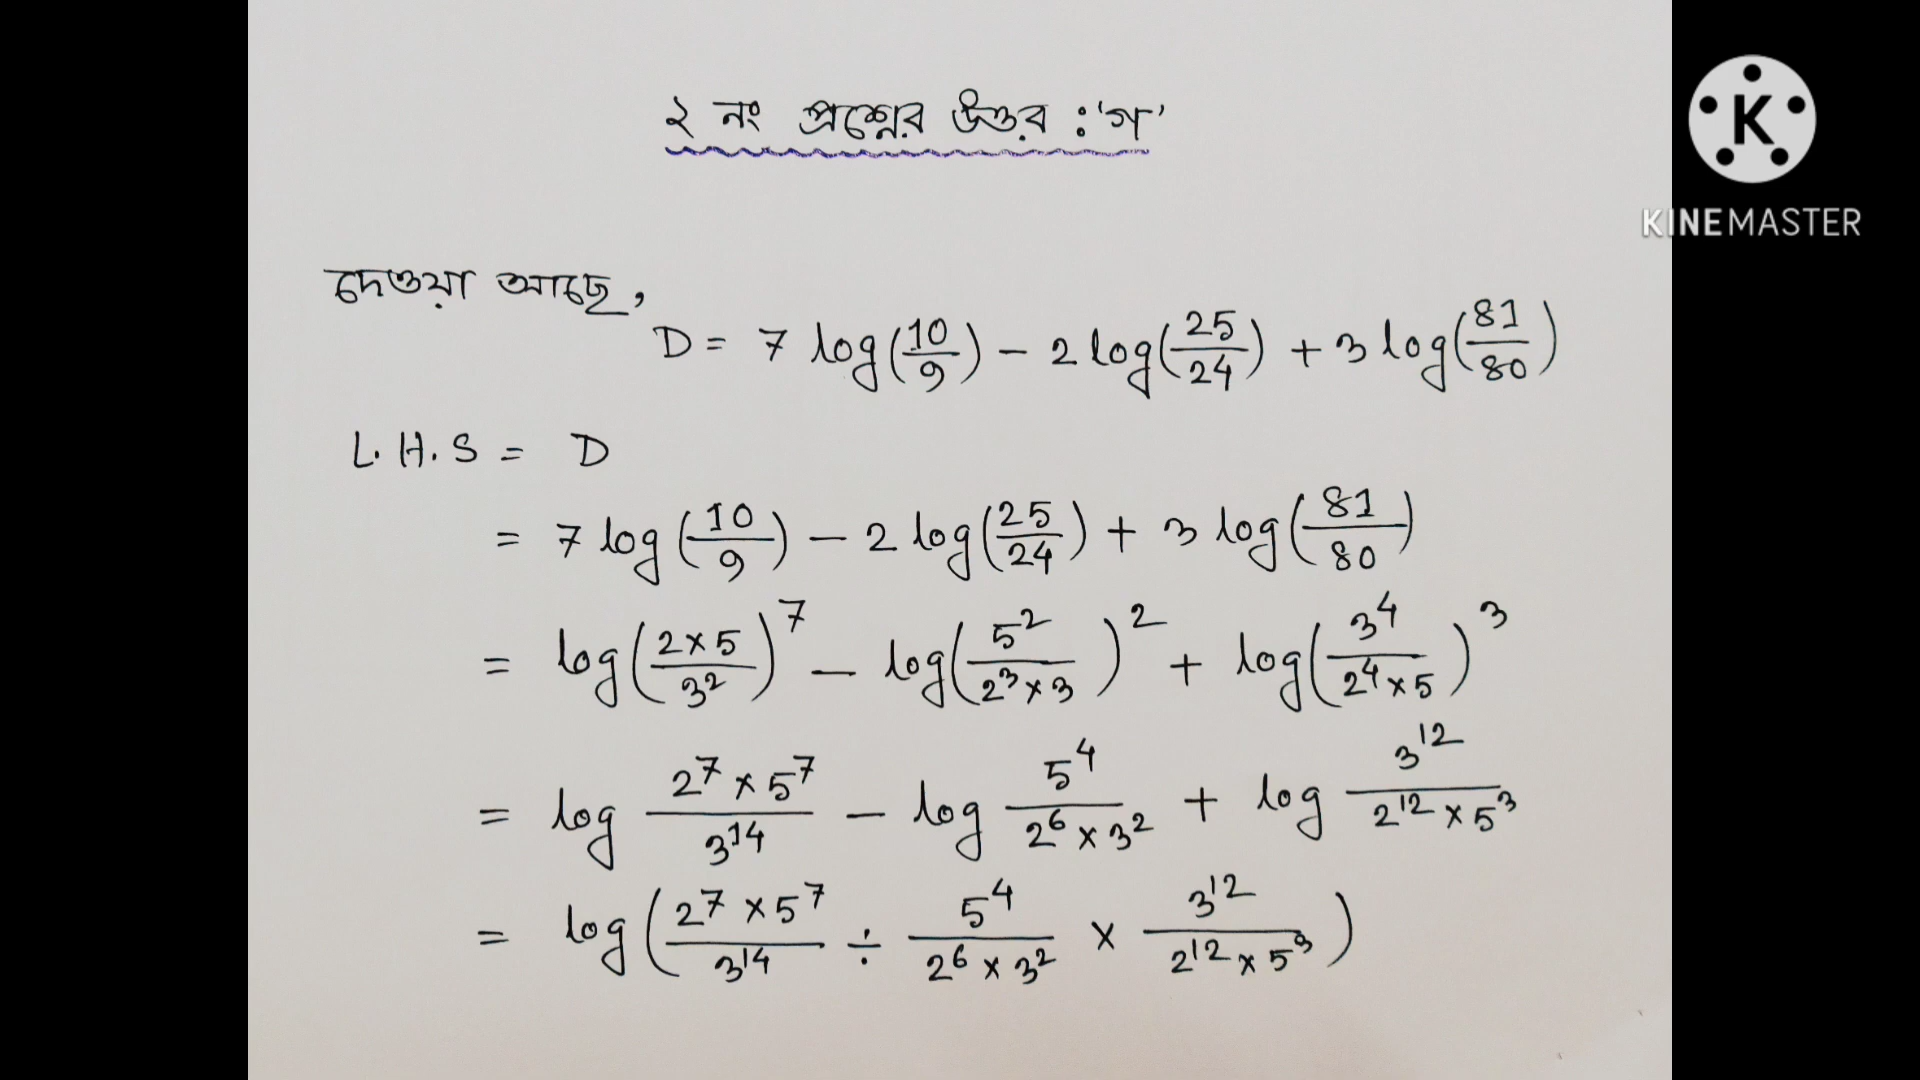 ২ নং প্রশ্নের উত্তর : 'গ'
KINEMASTER
দেওয়া আছে,
D = 7 log(10/9) - 2 log(25/24) + 3 log(81/80)
L.H.S = D
= 7 log(10/9) - 2 log(25/24) + 3 log(81/80)
= log((2×5)/3²)⁷ - log(5²/(2³×3))² + log(3⁴/(2⁴×5))³
= log (2⁷×5⁷)/3¹⁴ - log 5⁴/(2⁶×3²) + log 3¹²/(2¹²×5³)
= log((2⁷×5⁷)/3¹⁴ ÷ 5⁴/(2⁶×3²) × 3¹²/(2¹²×5³))